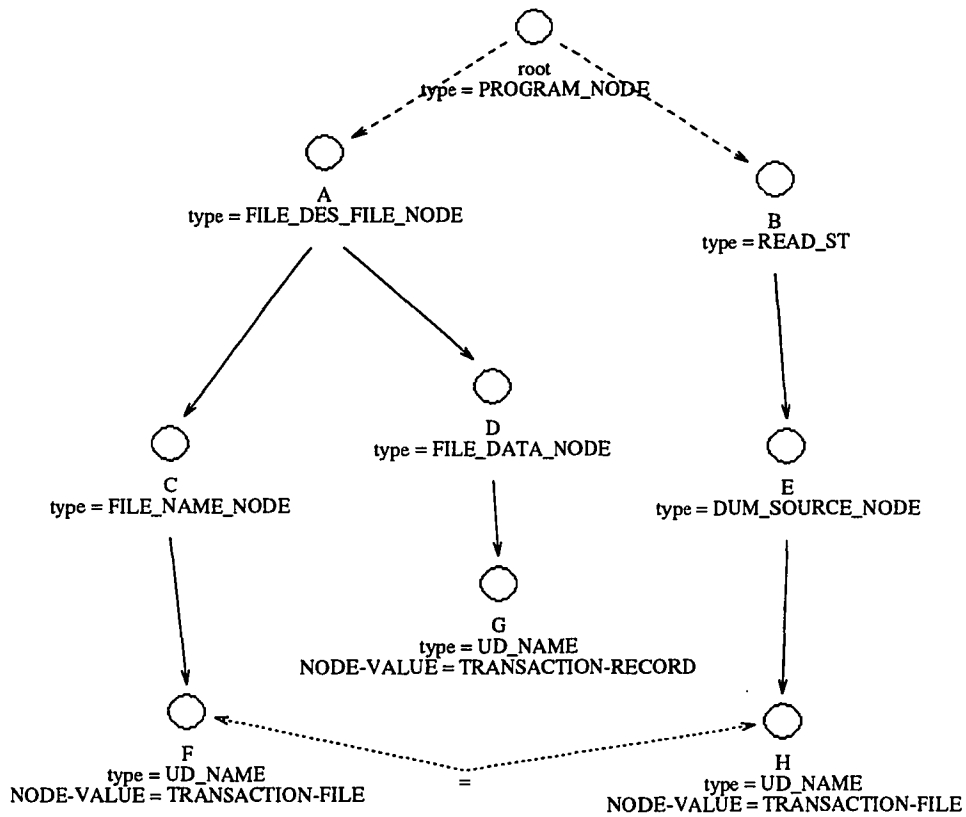 root
type = PROGRAM_NODE
A
type = FILE_DES_FILE_NODE
B
type = READ_ST
D
type = FILE_DATA_NODE
C
type = FILE_NAME_NODE
E
type = DUM_SOURCE_NODE
G
type = UD_NAME
NODE-VALUE = TRANSACTION-RECORD
F
type = UD_NAME
NODE-VALUE = TRANSACTION-FILE
=
H
type = UD_NAME
NODE-VALUE = TRANSACTION-FILE